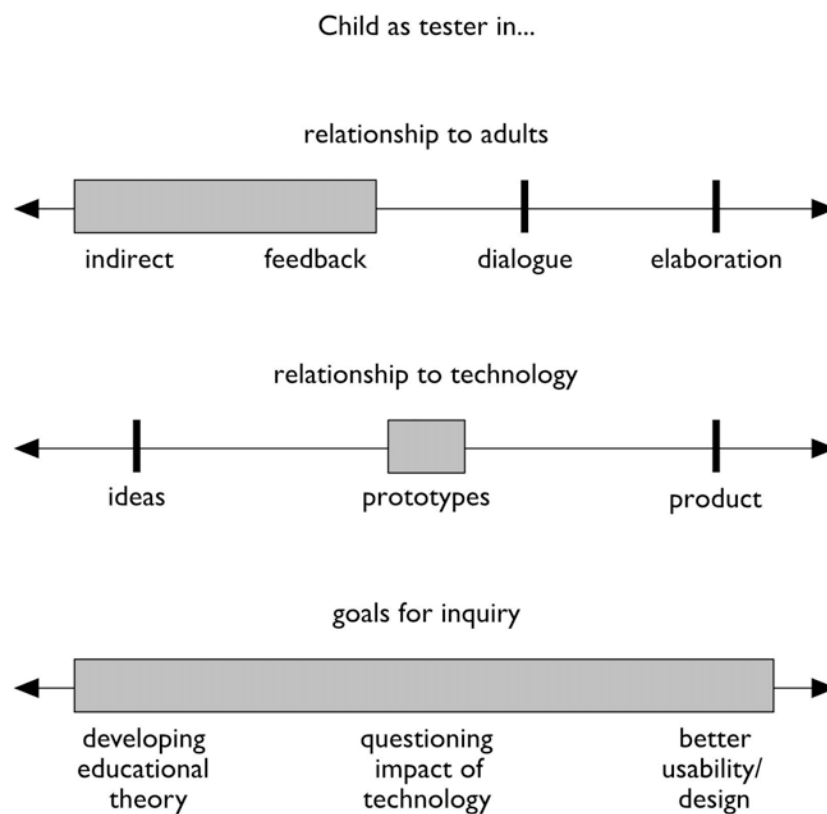 Child as tester in...
relationship to adults
indirect feedback dialogue elaboration
relationship to technology
ideas prototypes product
goals for inquiry
developing questioning better
educational impact of usability/
theory technology design